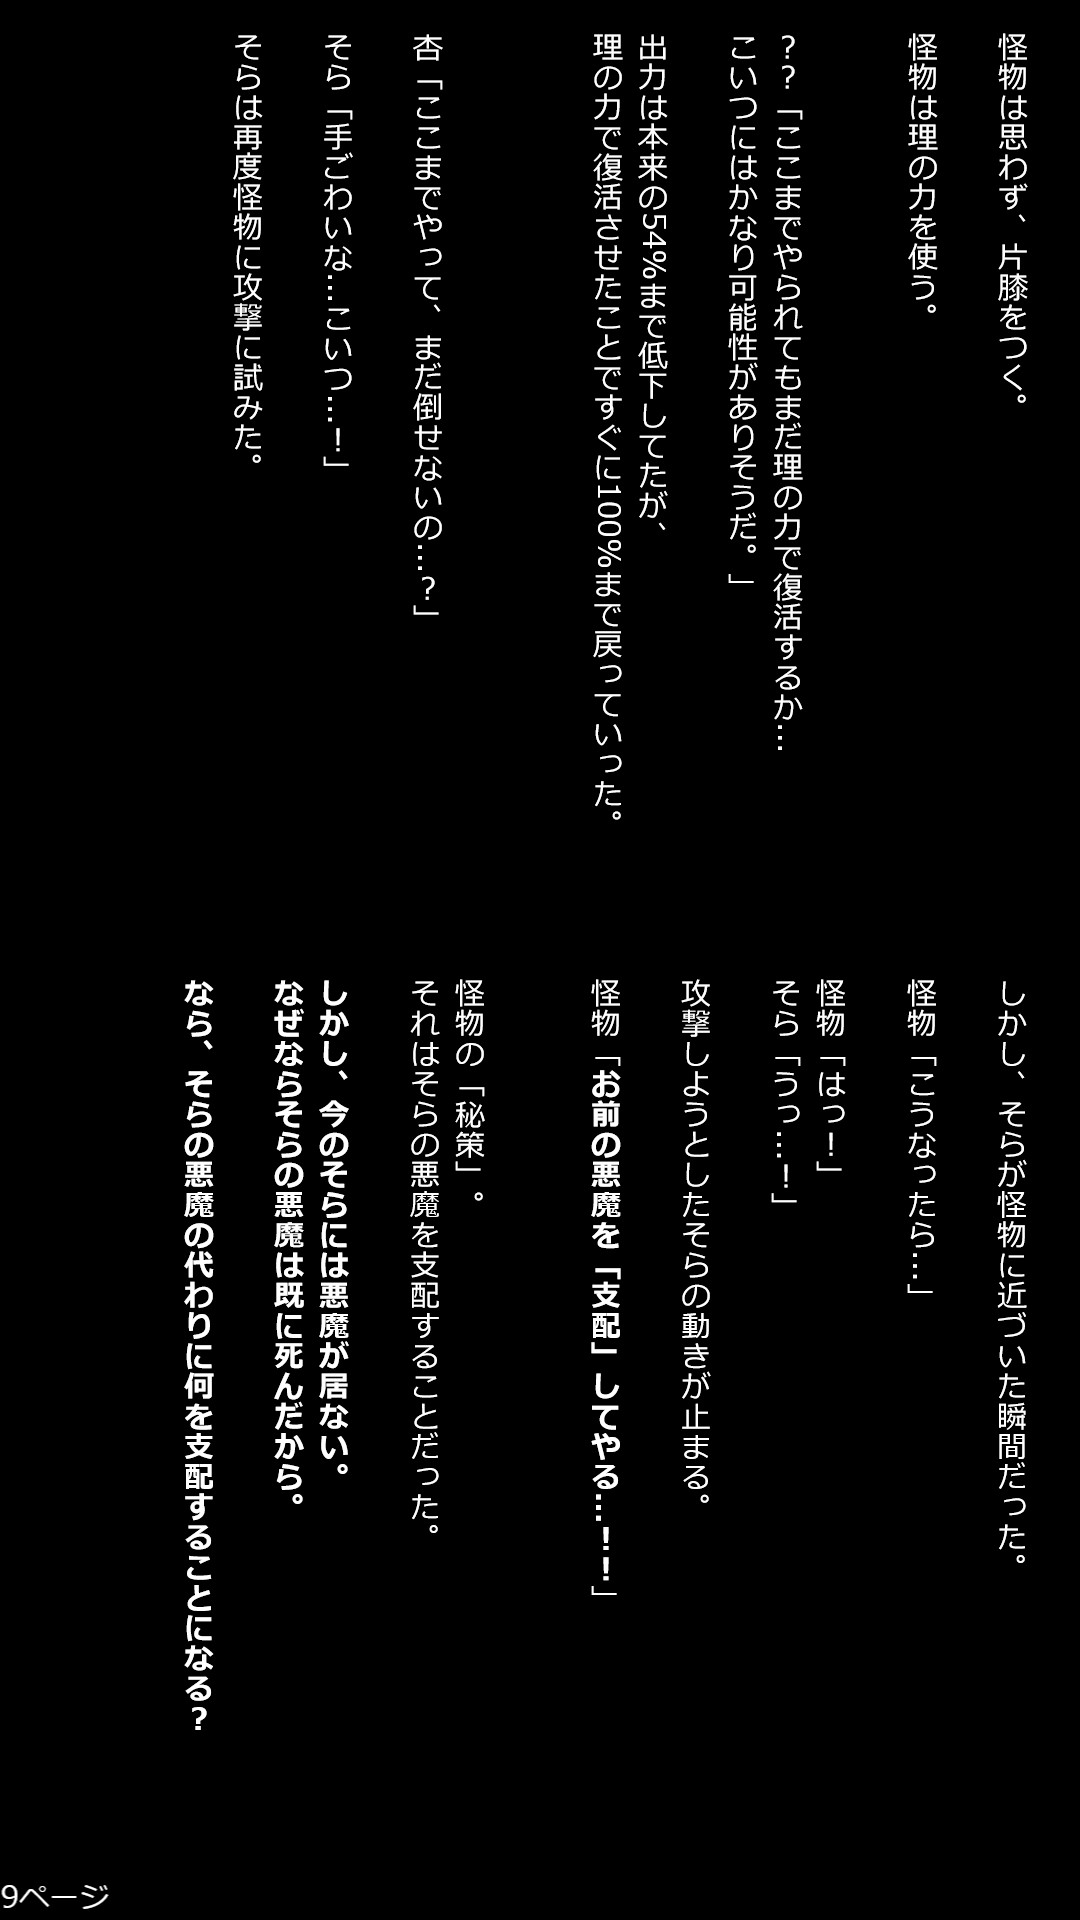 怪物は思わず、片膝をつく。
怪物は理の力を使う。
？？「ここまでやられてもまだ理の力で復活するか…
こいつにはかなり可能性がありそうだ。」
出力は本来の54%まで低下してたが、
理の力で復活させたことですぐに100%まで戻っていった。
杏「ここまでやって、まだ倒せないの…？」
そら「手ごわいな…こいつ…！」
そらは再度怪物に攻撃に試みた。
しかし、そらが怪物に近づいた瞬間だった。
怪物「こうなったら…」
怪物「はっ！」
そら「うっ…！」
攻撃しようとしたそらの動きが止まる。
怪物「お前の悪魔を「支配」してやる…！！」
怪物の「秘策」。
それはそらの悪魔を支配することだった。
しかし、今のそらには悪魔が居ない。
なぜならそらの悪魔は既に死んだから。
なら、そらの悪魔の代わりに何を支配することになる？
9ページ